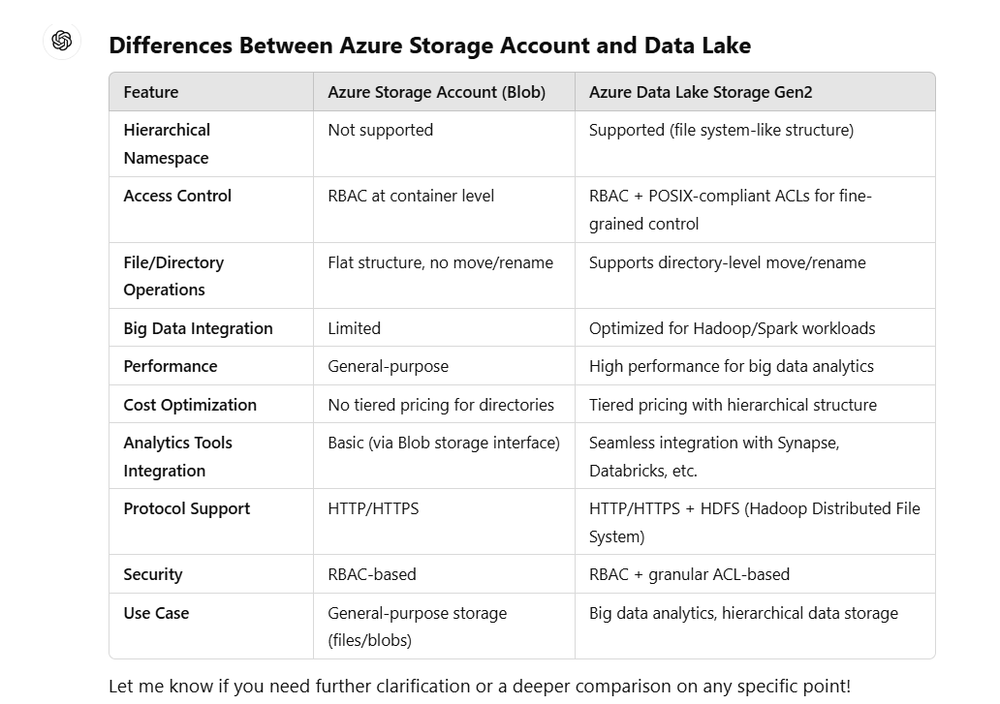 Differences Between Azure Storage Account and Data Lake
Feature Azure Storage Account (Blob) Azure Data Lake Storage Gen2
Hierarchical Not supported Supported (file system-like structure)
Namespace
Access Control RBAC at container level RBAC + POSIX-compliant ACLs for fine-
grained control
File/Directory Flat structure, no move/rename Supports directory-level move/rename
Operations
Big Data Integration Limited Optimized for Hadoop/Spark workloads
Performance General-purpose High performance for big data analytics
Cost Optimization No tiered pricing for directories Tiered pricing with hierarchical structure
Analytics Tools Basic (via Blob storage interface) Seamless integration with Synapse,
Integration Databricks, etc.
Protocol Support HTTP/HTTPS HTTP/HTTPS + HDFS (Hadoop Distributed File
System)
Security RBAC-based RBAC + granular ACL-based
Use Case General-purpose storage Big data analytics, hierarchical data storage
(files/blobs)
Let me know if you need further clarification or a deeper comparison on any specific point!